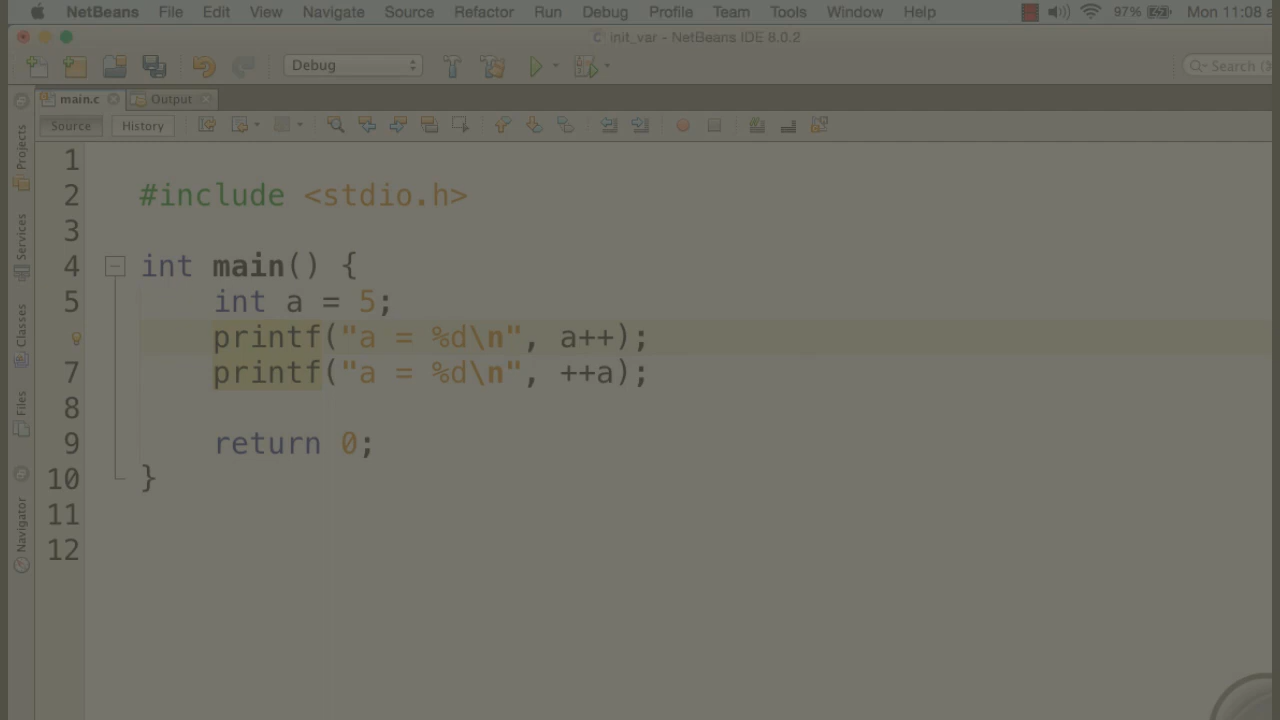 NetBeans File Edit View Navigate Source Refactor Run Debug Profile Team Tools Window Help 97% Mon 11:08
init_var - NetBeans IDE 8.0.2
Debug Search
main.c Output
Source History
Projects
Services
Classes
Files
Navigator
1
2 #include <stdio.h>
3
4 int main() {
5 int a = 5;
printf("a = %d\n", a++);
7 printf("a = %d\n", ++a);
8
9 return 0;
10 }
11
12